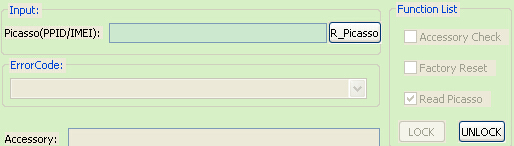 Input:
Picasso(PPID/IMEI):
R_Picasso
ErrorCode:
Accessory:
Function List
Accessory Check
Factory Reset
Read Picasso
LOCK
UNLOCK